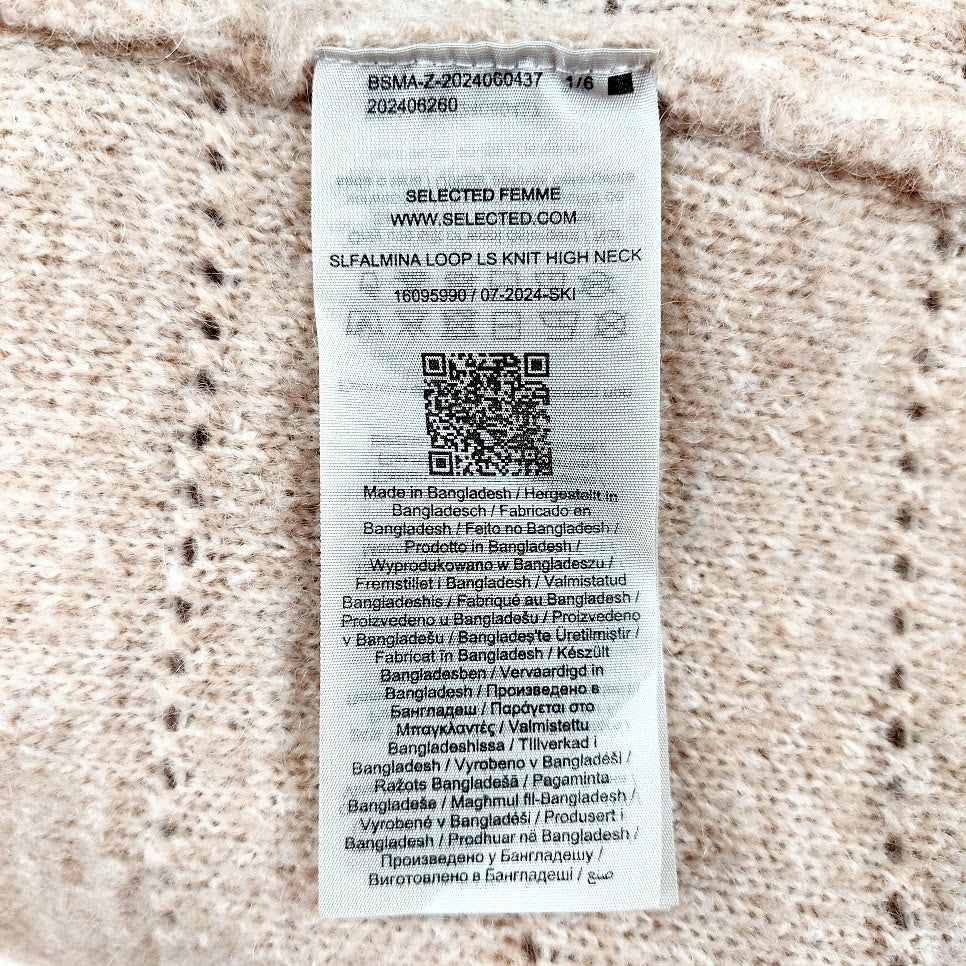 BSMA-Z-2024060437 1/6
202406260
SELECTED FEMME
WWW.SELECTED.COM
SLFALMINA LOOP LS KNIT HIGH NECK
16095990 / 07-2024-SKI
Made in Bangladesh / Hergestellt in
Bangladesch / Fabricado en
Bangladesh / Feito no Bangladesh /
Prodotto in Bangladesh /
Wyprodukowano w Bangladeszu /
Fremstillet i Bangladesh / Valmistatud
Bangladeshis / Fabriqué au Bangladesh /
Proizvedeno u Bangladešu / Proizvedeno
v Bangladešu / Bangladeş'te Üretilmiştir /
Fabricat în Bangladesh / Készült
Bangladesben / Vervaardigd in
Bangladesh / Произведено в
Бангладеш / Παράγεται στο
Μπαγκλαντές / Valmistettu
Bangladeshissa / Tillverkad i
Bangladesh / Vyrobeno v Bangladéši /
Ražots Bangladešā / Pagaminta
Bangladeše / Magħmul fil-Bangladesh /
Vyrobené v Bangladéši / Produsert i
Bangladesh / Prodhuar në Bangladesh /
Произведено у Бангладешу /
Виготовлено в Бангладеші / صنع